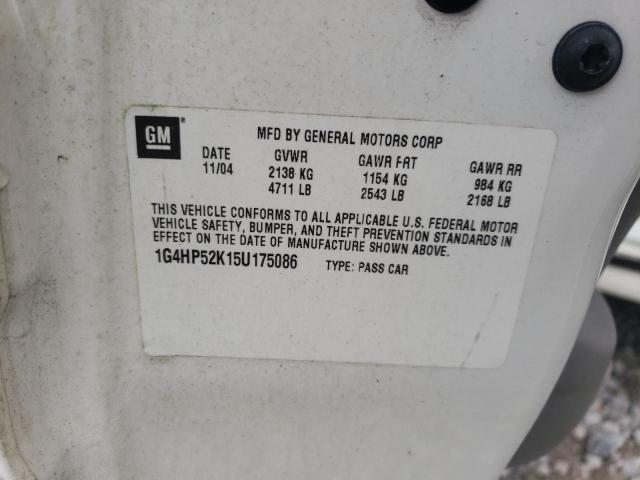 GM
MFD BY GENERAL MOTORS CORP
DATE GVWR GAWR FRT GAWR RR
11/04 2138 KG 1154 KG 984 KG
4711 LB 2543 LB 2168 LB
THIS VEHICLE CONFORMS TO ALL APPLICABLE U.S. FEDERAL MOTOR
VEHICLE SAFETY, BUMPER, AND THEFT PREVENTION STANDARDS IN
EFFECT ON THE DATE OF MANUFACTURE SHOWN ABOVE.
1G4HP52K15U175086 TYPE: PASS CAR